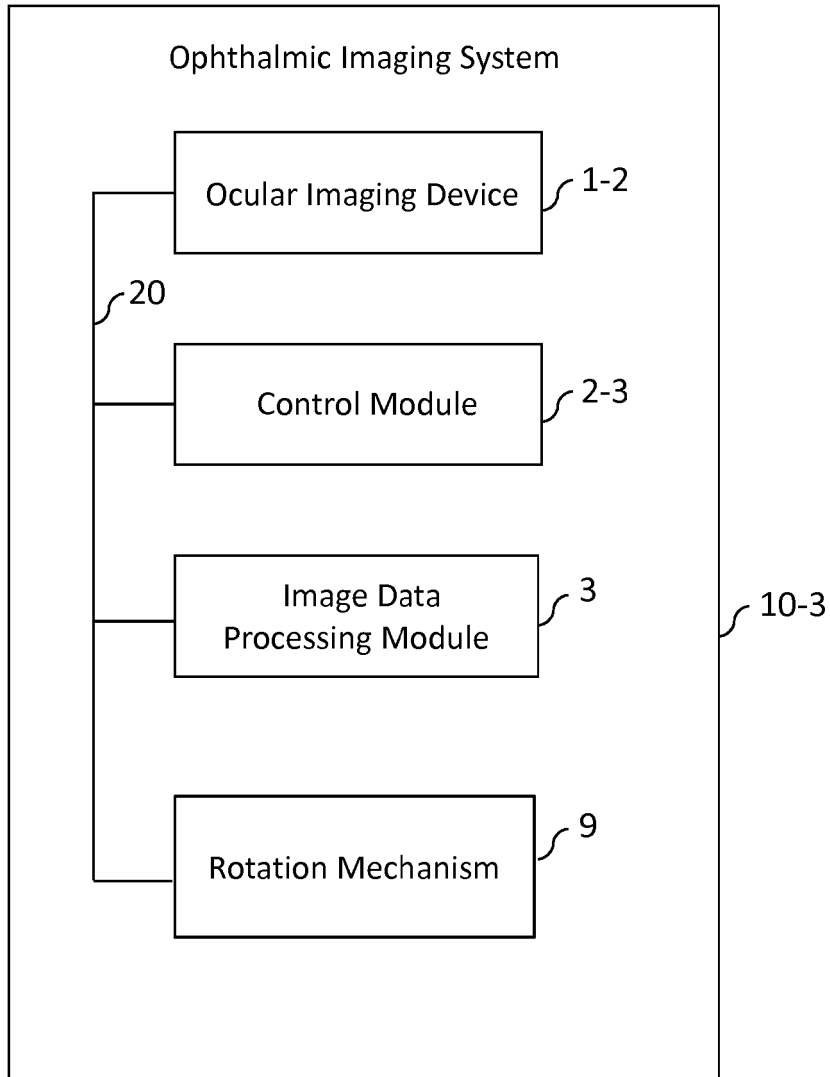 Ophthalmic Imaging System
Ocular Imaging Device
1-2
20
Control Module
2-3
Image Data
Processing Module
3
10-3
Rotation Mechanism
9